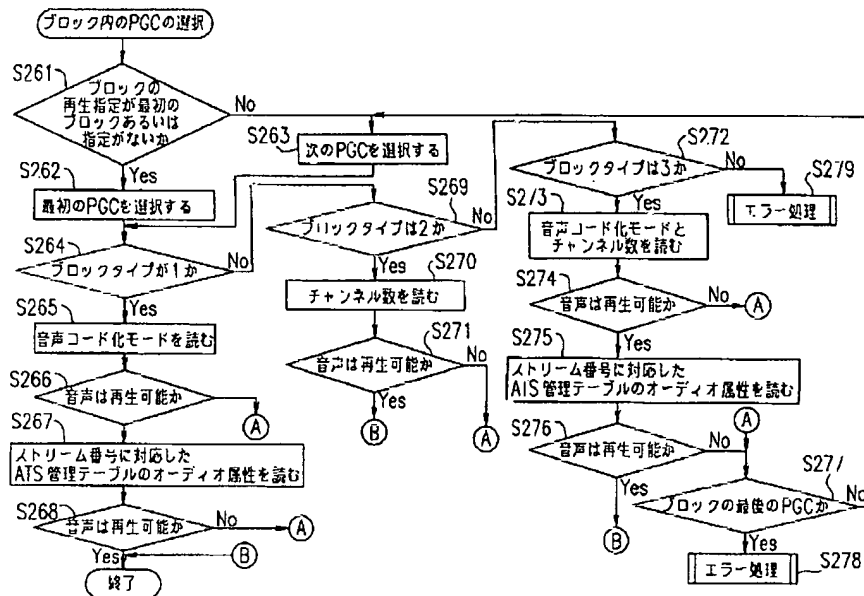 ブロック内のPGCの選択
S261
ブロックの
再生指定が最初の
ブロックあるいは
指定がないか
No
Yes
S262
最初のPGCを選択する
S263
次のPGCを選択する
S264
ブロックタイプが1か
No
Yes
S265
音声コード化モードを読む
S266
音声は再生可能か
A
S267
ストリーム番号に対応した
ATS管理テーブルのオーディオ属性を読む
S268
音声は再生可能か
No
A
Yes
B
終了
S269
ブロックタイプは2か
No
Yes
S270
チャンネル数を読む
S271
音声は再生可能か
No
Yes
B
A
S272
ブロックタイプは3か
No
Yes
S279
エラー処理
S273
音声コード化モードと
チャンネル数を読む
S274
音声は再生可能か
No
A
Yes
S275
ストリーム番号に対応した
AIS管理テーブルのオーディオ属性を読む
A
S276
音声は再生可能か
No
Yes
B
S277
ブロックの最後のPGCか
No
Yes
エラー処理
S278